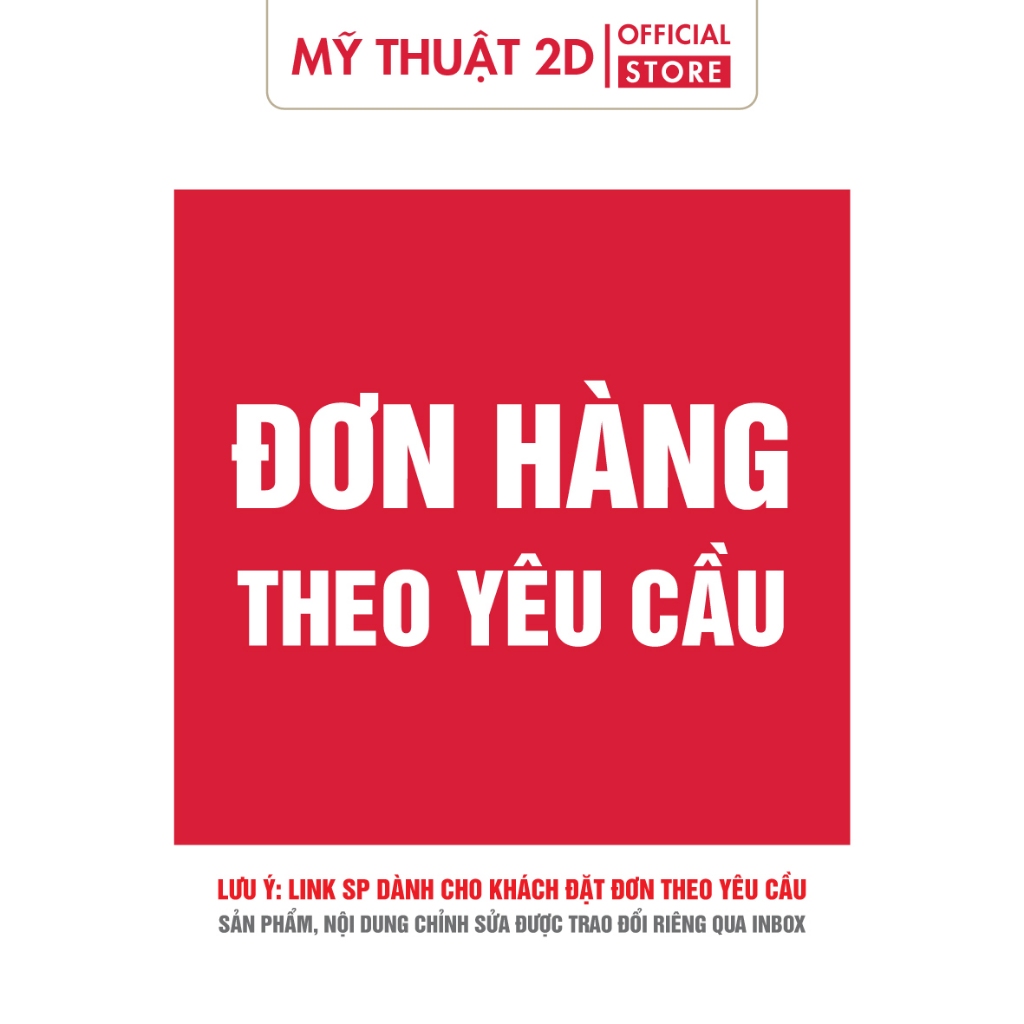 MỸ THUẬT 2D
OFFICIAL
STORE
ĐƠN HÀNG
THEO YÊU CẦU
LƯU Ý: LINK SP DÀNH CHO KHÁCH ĐẶT ĐƠN THEO YÊU CẦU
SẢN PHẨM, NỘI DUNG CHỈNH SỬA ĐƯỢC TRAO ĐỔI RIÊNG QUA INBOX